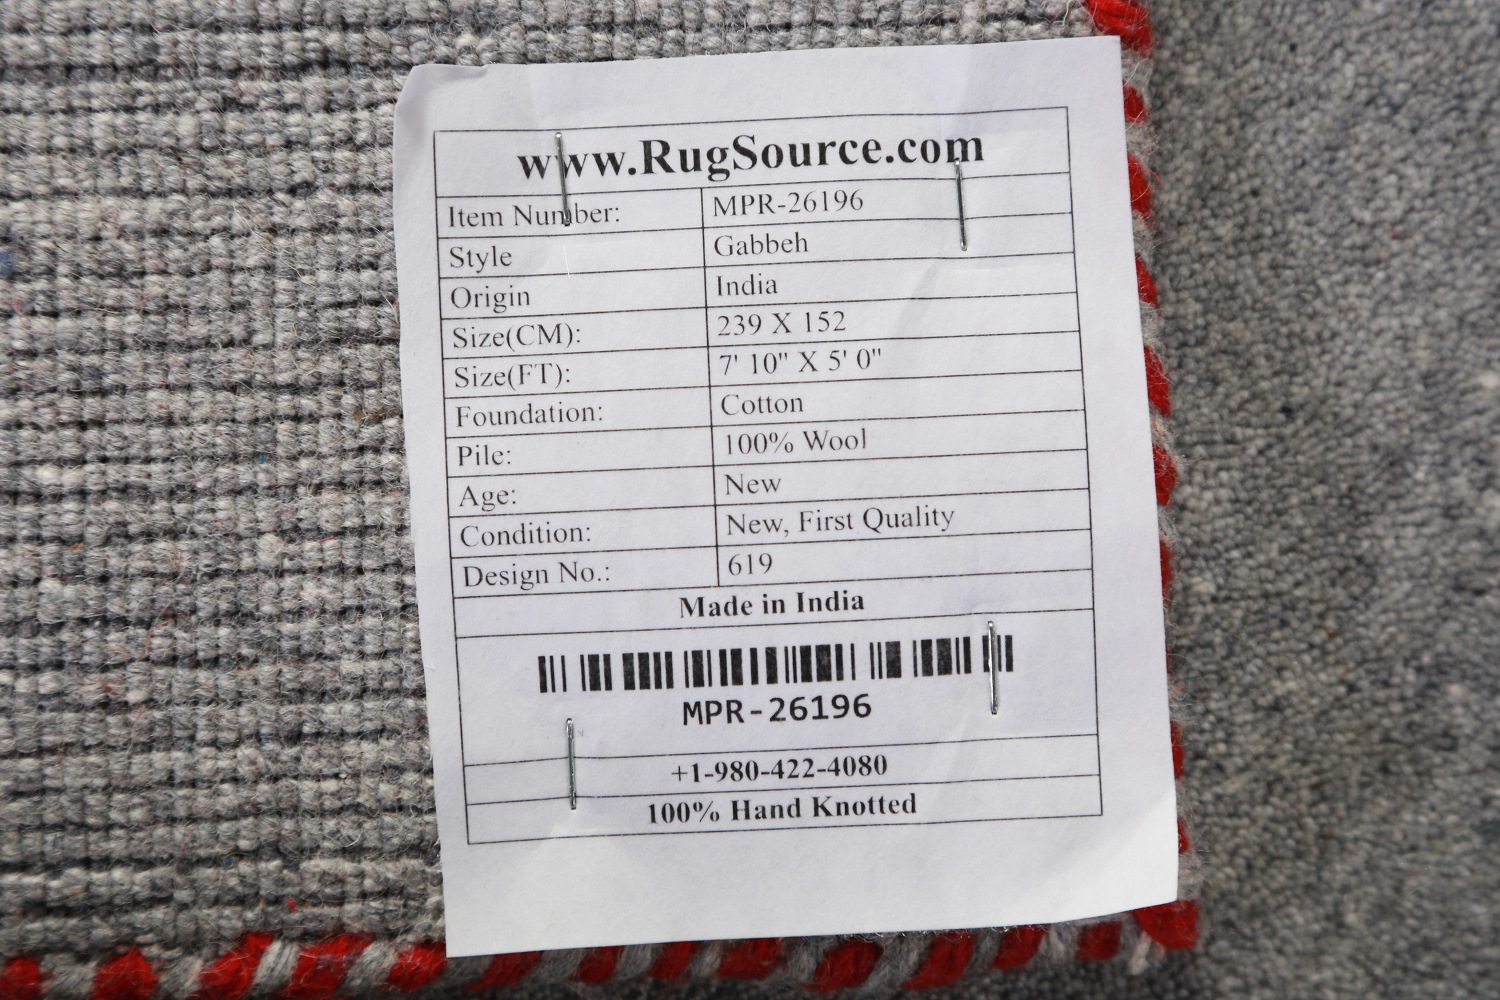 www.RugSource.com
Item Number: MPR-26196
Style Gabbeh
Origin India
Size(CM): 239 X 152
Size(FT): 7' 10" X 5' 0"
Foundation: Cotton
Pile: 100% Wool
Age: New
Condition: New, First Quality
Design No.: 619
Made in India
MPR-26196
+1-980-422-4080
100% Hand Knotted